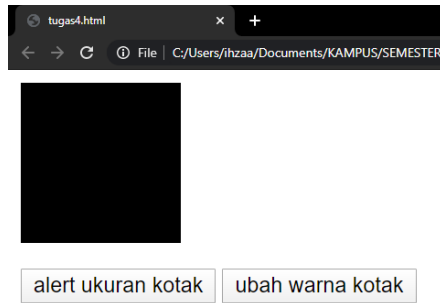 tugas4.html
File | C:/Users/ihzaa/Documents/KAMPUS/SEMESTER
alert ukuran kotak ubah warna kotak